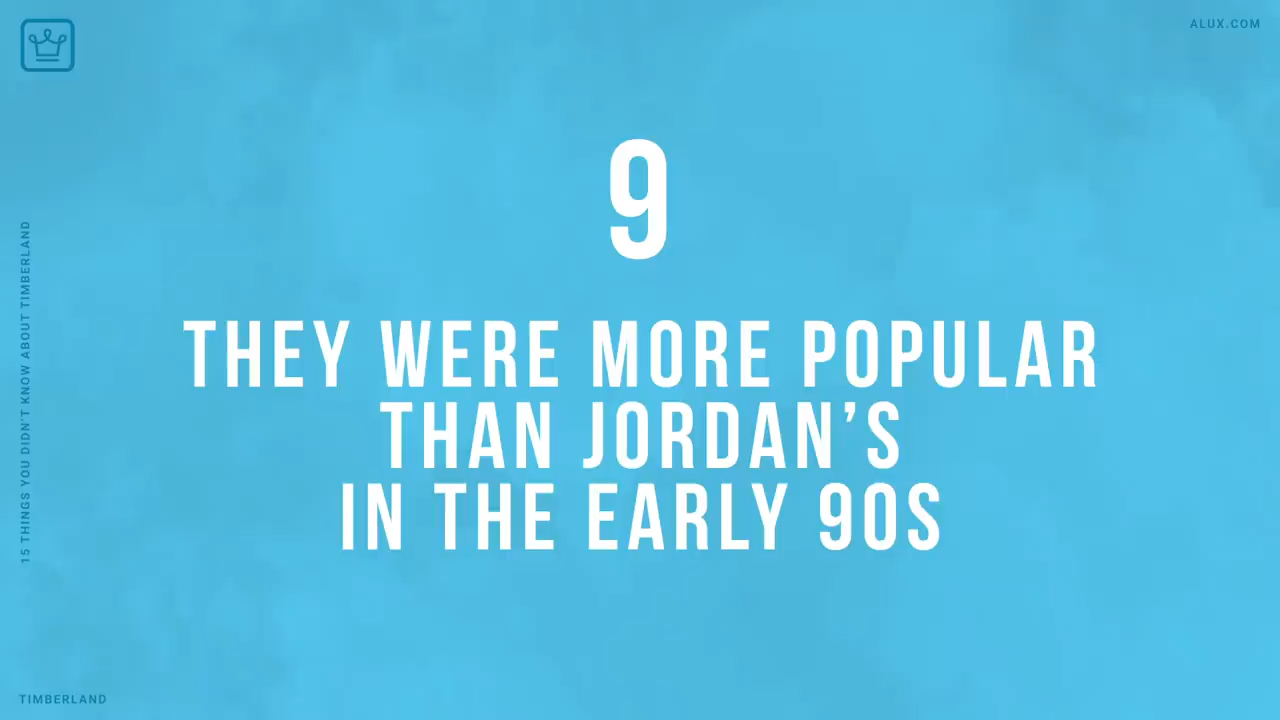 ALUX.COM
9
THEY WERE MORE POPULAR
THAN JORDAN’S
IN THE EARLY 90S
15 THINGS YOU DIDN'T KNOW ABOUT TIMBERLAND
TIMBERLAND